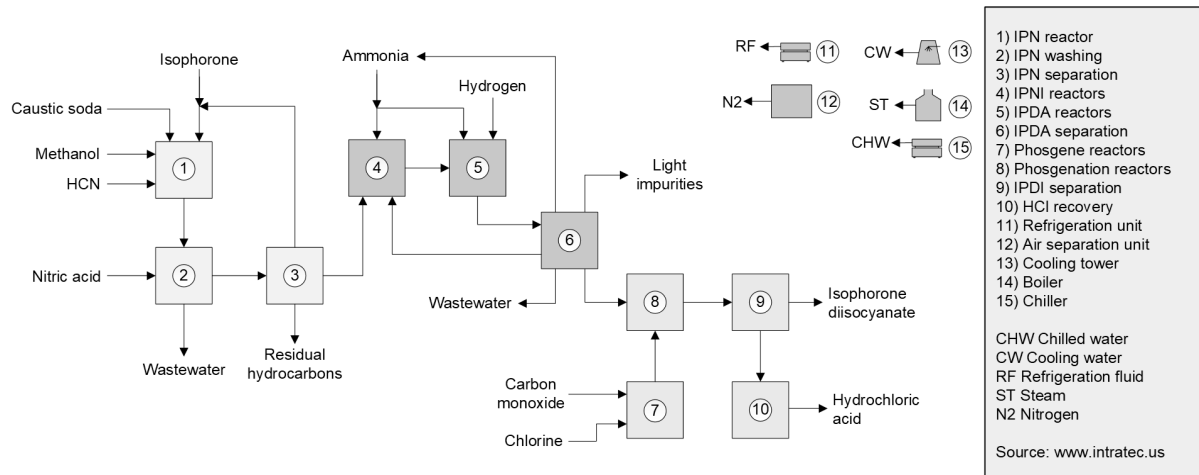 Isophorone
Caustic soda
Methanol
HCN
1
Nitric acid
2
3
Wastewater
Residual
hydrocarbons
Ammonia
Hydrogen
4
5
6
Light
impurities
Wastewater
8
9
Isophorone
diisocyanate
Carbon
monoxide
Chlorine
7
10
Hydrochloric
acid
RF
11
CW
13
N2
12
ST
14
CHW
15
1) IPN reactor
2) IPN washing
3) IPN separation
4) IPNI reactors
5) IPDA reactors
6) IPDA separation
7) Phosgene reactors
8) Phosgenation reactors
9) IPDI separation
10) HCl recovery
11) Refrigeration unit
12) Air separation unit
13) Cooling tower
14) Boiler
15) Chiller
CHW Chilled water
CW Cooling water
RF Refrigeration fluid
ST Steam
N2 Nitrogen
Source: www.intratec.us